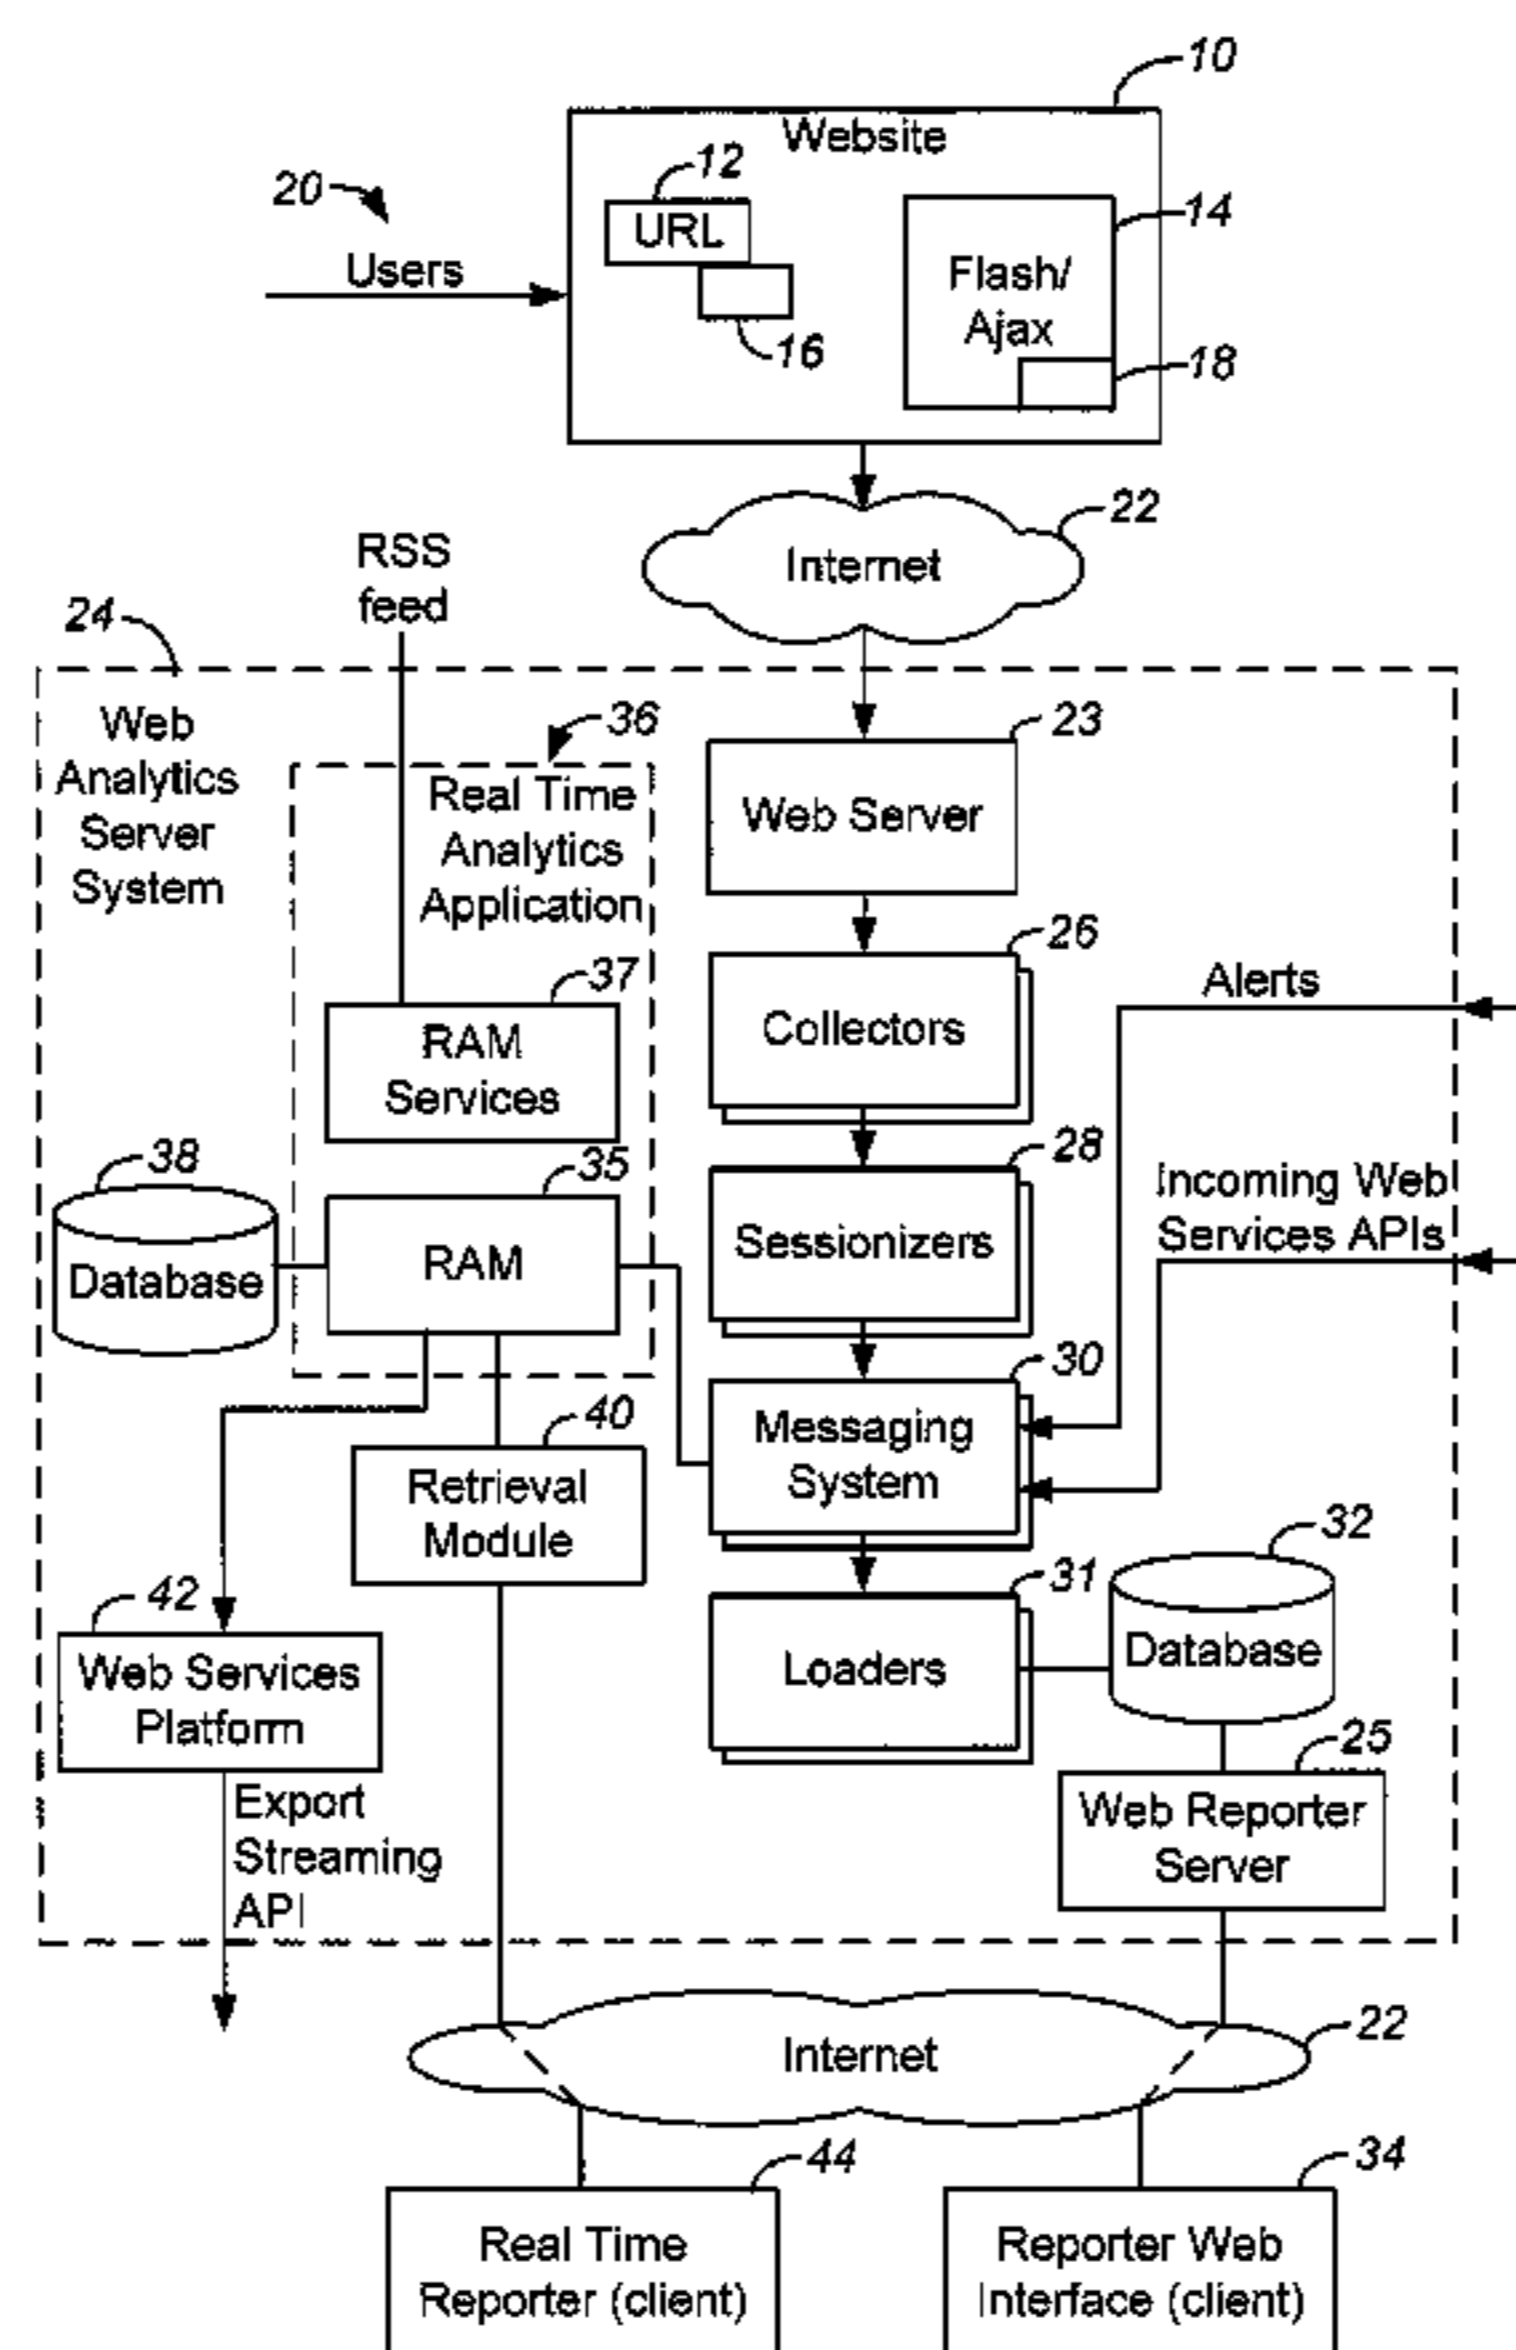 10
Website
12
20
URL
14
Users
Flash/
Ajax
16
18
22
Internet
RSS
feed
24
Web
Analytics
Server
System
36
23
Real Time
Analytics
Application
Web Server
26
37
Alerts
Collectors
RAM
Services
28
38
35
Incoming Web
Services APIs
Sessionizers
RAM
Database
30
40
Messaging
System
Retrieval
Module
32
31
42
Database
Loaders
Web Services
Platform
25
Export
Streaming
API
Web Reporter
Server
22
Internet
44
34
Real Time
Reporter (client)
Reporter Web
Interface (client)